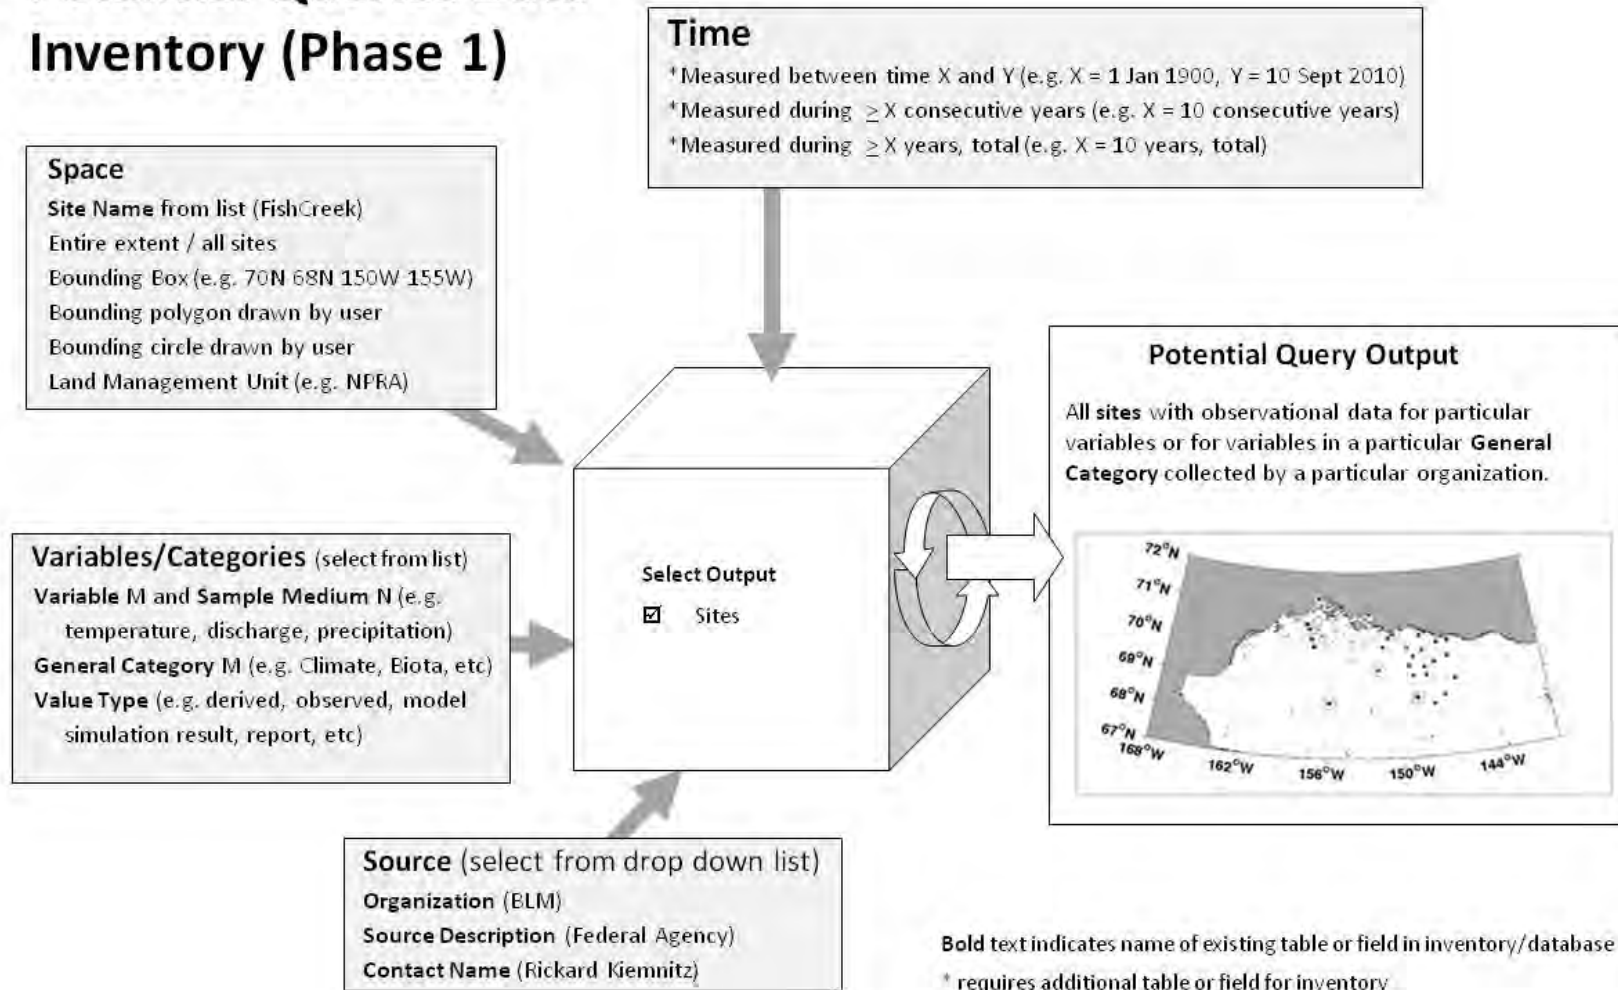 Inventory (Phase 1)
Time
*Measured between time X and Y (e.g. X = 1 Jan 1900, Y = 10 Sept 2010)
*Measured during ≥X consecutive years (e.g. X = 10 consecutive years)
*Measured during ≥X years, total (e.g. X = 10 years, total)
Space
Site Name from list (FishCreek)
Entire extent / all sites
Bounding Box (e.g. 70N 68N 150W 155W)
Bounding polygon drawn by user
Bounding circle drawn by user
Land Management Unit (e.g. NPRA)
Variables/Categories (select from list)
Variable M and Sample Medium N (e.g.
temperature, discharge, precipitation)
General Category M (e.g. Climate, Biota, etc)
Value Type (e.g. derived, observed, model
simulation result, report, etc)
Select Output
☑ Sites
Potential Query Output
All sites with observational data for particular
variables or for variables in a particular General
Category collected by a particular organization.
72°N
71°N
70°N
69°N
68°N
67°N
168°W
162°W
156°W
150°W
144°W
Source (select from drop down list)
Organization (BLM)
Source Description (Federal Agency)
Contact Name (Rickard Kiemnitz)
Bold text indicates name of existing table or field in inventory/database
* requires additional table or field for inventory